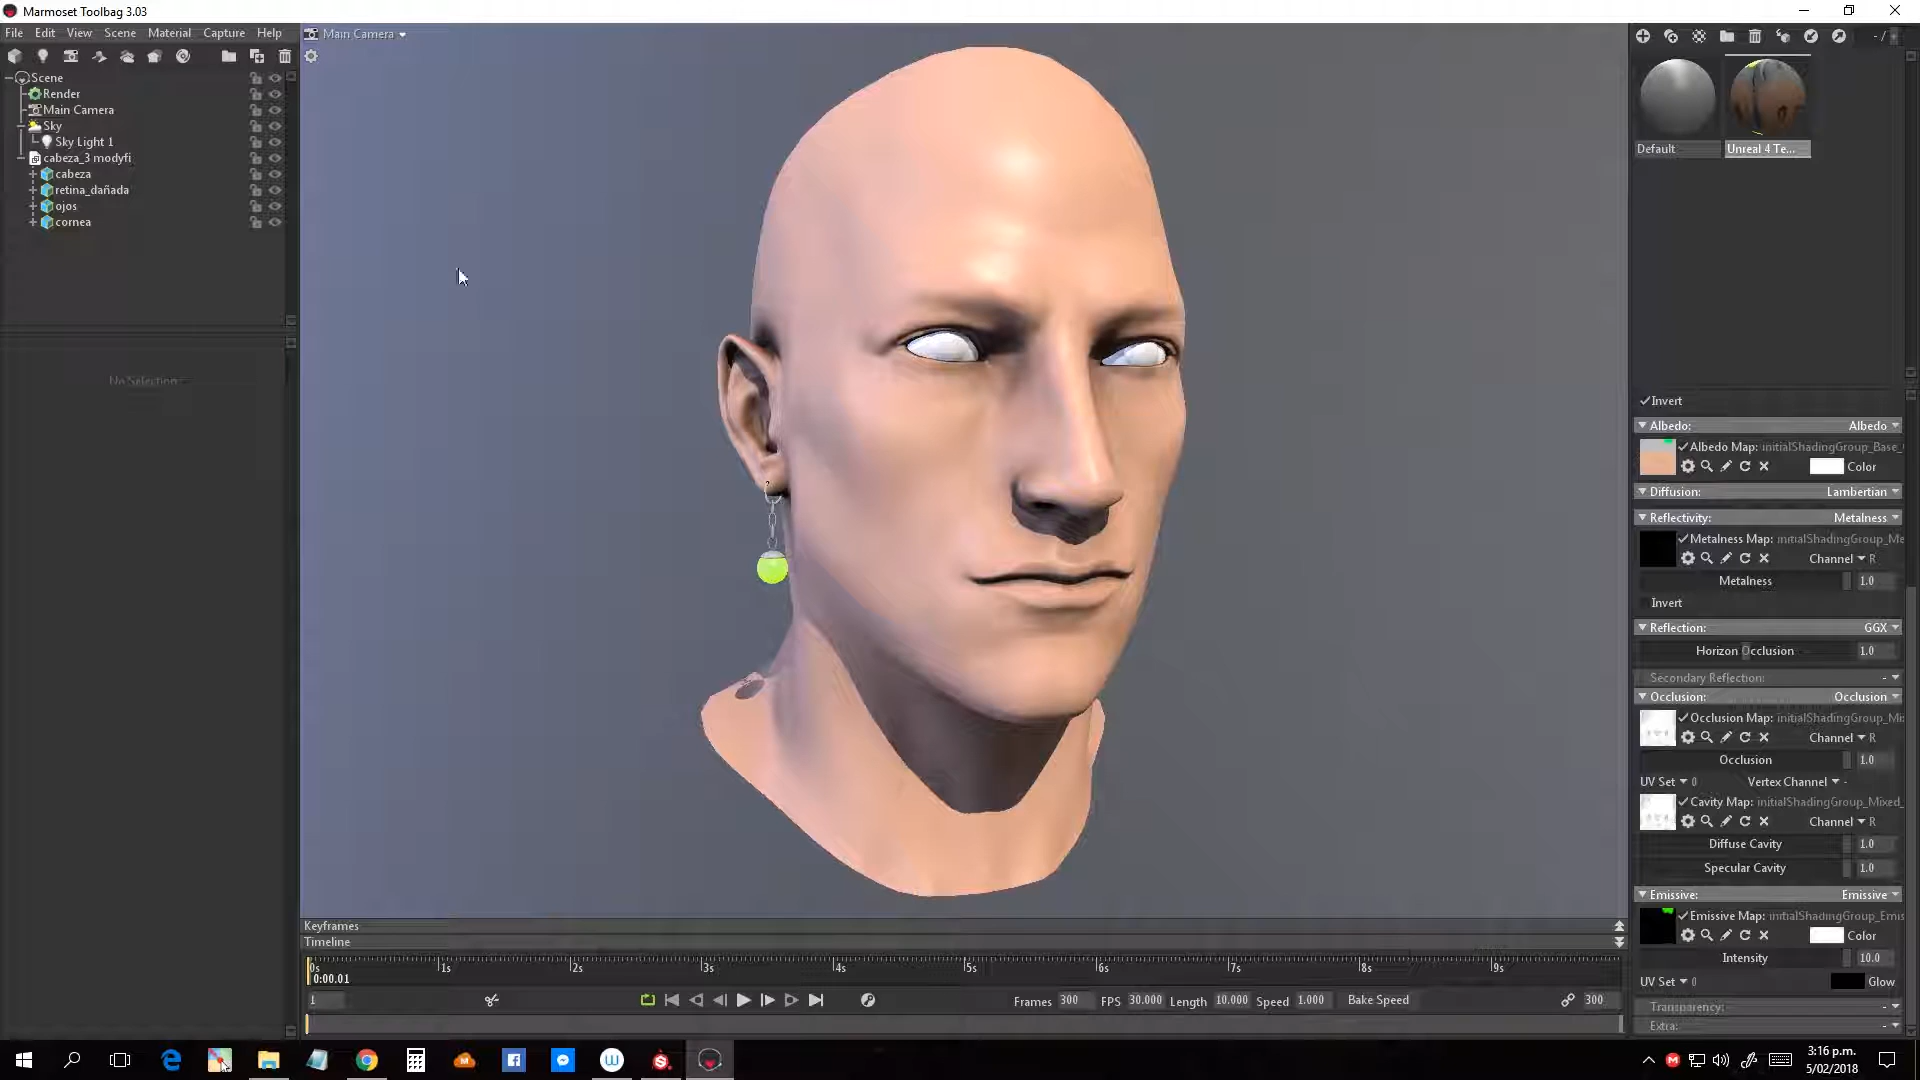 Marmoset Toolbag 3.03
File Edit View Scene Material Capture Help
Main Camera
Scene
Render
Main Camera
Sky
Sky Light 1
cabeza_3 modyfi
cabeza
retina_dañada
ojos
cornea
No Selection
Default
Unreal 4 Te...
Invert
Albedo: Albedo
Albedo Map: initialShadingGroup_Base_
Color
Diffusion: Lambertian
Reflectivity: Metalness
Metalness Map: initialShadingGroup_Me
Channel R
Metalness 1.0
Invert
Reflection: GGX
Horizon Occlusion 1.0
Secondary Reflection: -
Occlusion: Occlusion
Occlusion Map: initialShadingGroup_Mi
Channel R
Occlusion 1.0
UV Set 0 Vertex Channel -
Cavity Map: initialShadingGroup_Mixed_
Channel R
Diffuse Cavity 1.0
Specular Cavity 1.0
Emissive: Emissive
Emissive Map: initialShadingGroup_Emis
Color
Intensity 10.0
UV Set 0 Glow
Transparency: -
Extra: -
Keyframes
Timeline
0s 1s 2s 3s 4s 5s 6s 7s 8s 9s
0:00.01
1 Frames 300 FPS 30.000 Length 10.000 Speed 1.000 Bake Speed 300
3:16 p.m.
5/02/2018